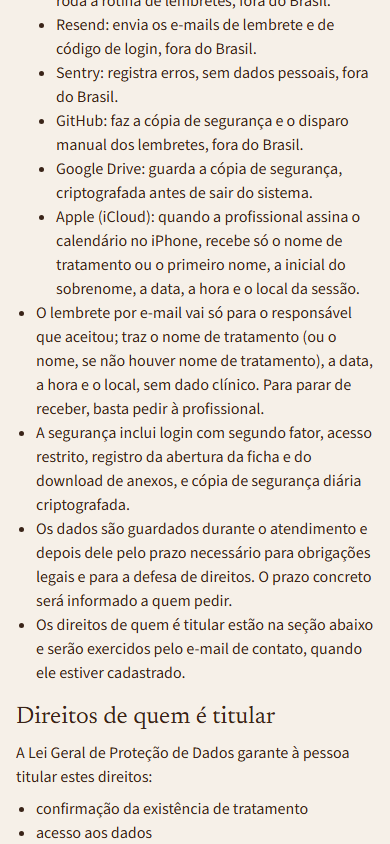 roda a rotina de lembretes, fora do Brasil.
• Resend: envia os e-mails de lembrete e de
código de login, fora do Brasil.
• Sentry: registra erros, sem dados pessoais, fora
do Brasil.
• GitHub: faz a cópia de segurança e o disparo
manual dos lembretes, fora do Brasil.
• Google Drive: guarda a cópia de segurança,
criptografada antes de sair do sistema.
• Apple (iCloud): quando a profissional assina o
calendário no iPhone, recebe só o nome de
tratamento ou o primeiro nome, a inicial do
sobrenome, a data, a hora e o local da sessão.
• O lembrete por e-mail vai só para o responsável
que aceitou; traz o nome de tratamento (ou o
nome, se não houver nome de tratamento), a data,
a hora e o local, sem dado clínico. Para parar de
receber, basta pedir à profissional.
• A segurança inclui login com segundo fator, acesso
restrito, registro da abertura da ficha e do
download de anexos, e cópia de segurança diária
criptografada.
• Os dados são guardados durante o atendimento e
depois dele pelo prazo necessário para obrigações
legais e para a defesa de direitos. O prazo concreto
será informado a quem pedir.
• Os direitos de quem é titular estão na seção abaixo
e serão exercidos pelo e-mail de contato, quando
ele estiver cadastrado.
Direitos de quem é titular
A Lei Geral de Proteção de Dados garante à pessoa
titular estes direitos:
• confirmação da existência de tratamento
• acesso aos dados